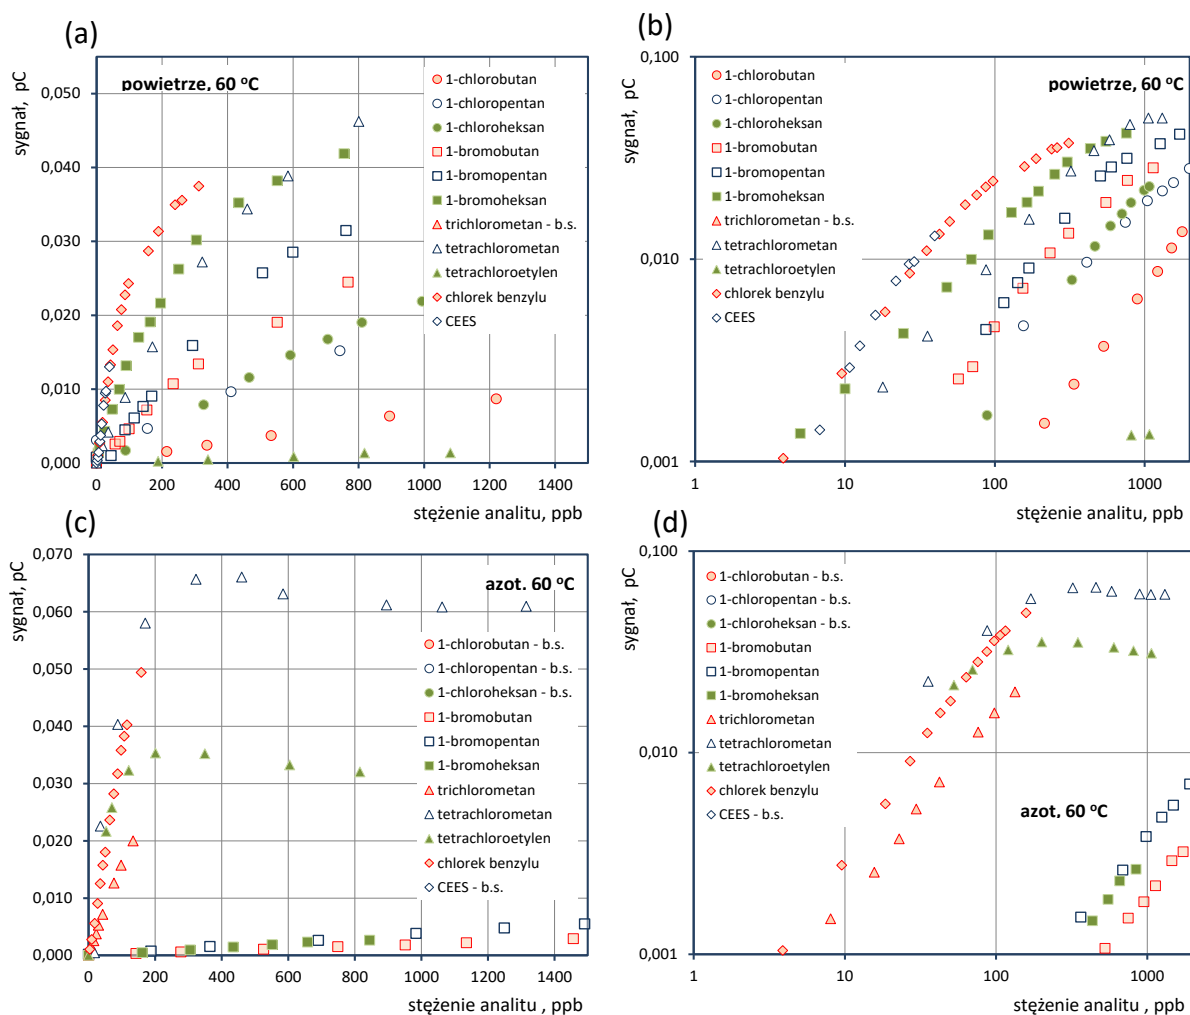 (a)
sygnał, pC
powietrze, 60 °C
0,050
0,040
0,030
0,020
0,010
0,000
0
200
400
600
800
1000
1200
1400
stężenie analitu, ppb
1-chlorobutan
1-chloropentan
1-chloroheksan
1-bromobutan
1-bromopentan
1-bromoheksan
trichlorometan - b.s.
tetrachlorometan
tetrachloroetylen
chlorek benzylu
CEES
(b)
sygnał, pC
powietrze, 60 °C
0,100
0,010
0,001
1
10
100
1000
stężenie analitu, ppb
1-chlorobutan
1-chloropentan
1-chloroheksan
1-bromobutan
1-bromopentan
1-bromoheksan
trichlorometan - b.s.
tetrachlorometan
tetrachloroetylen
chlorek benzylu
CEES
(c)
sygnał, pC
azot, 60 °C
0,070
0,060
0,050
0,040
0,030
0,020
0,010
0,000
0
200
400
600
800
1000
1200
1400
stężenie analitu , ppb
1-chlorobutan - b.s.
1-chloropentan - b.s.
1-chloroheksan - b.s.
1-bromobutan
1-bromopentan
1-bromoheksan
trichlorometan
tetrachlorometan
tetrachloroetylen
chlorek benzylu
CEES - b.s.
(d)
sygnał, pC
azot, 60 °C
0,100
0,010
0,001
1
10
100
1000
stężenie analitu , ppb
1-chlorobutan - b.s.
1-chloropentan - b.s.
1-chloroheksan - b.s.
1-bromobutan
1-bromopentan
1-bromoheksan
trichlorometan
tetrachlorometan
tetrachloroetylen
chlorek benzylu
CEES - b.s.